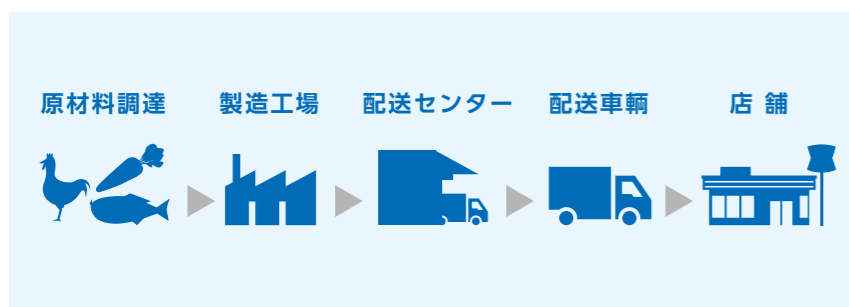 原材料調達
製造工場
配送センター
配送車輌
店 舗